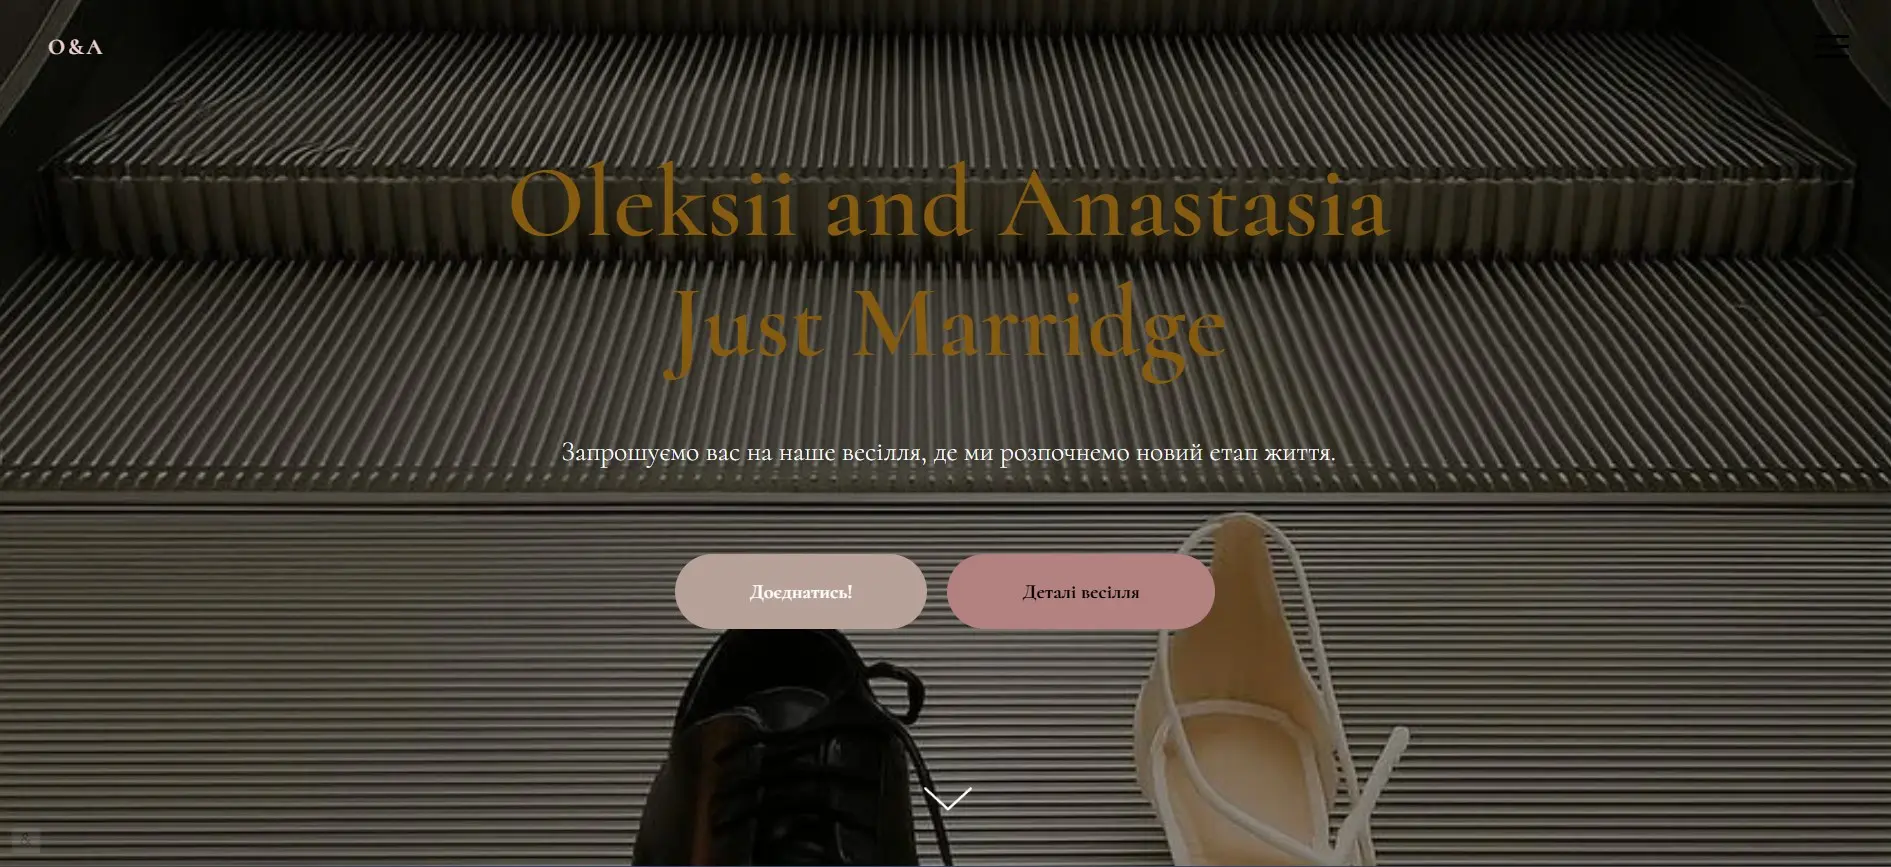 O&A
Oleksii and Anastasia
Just Marridge
Запрошуємо вас на наше весілля, де ми розпочнемо новий етап життя.
Доєднатись!
Деталі весілля
&